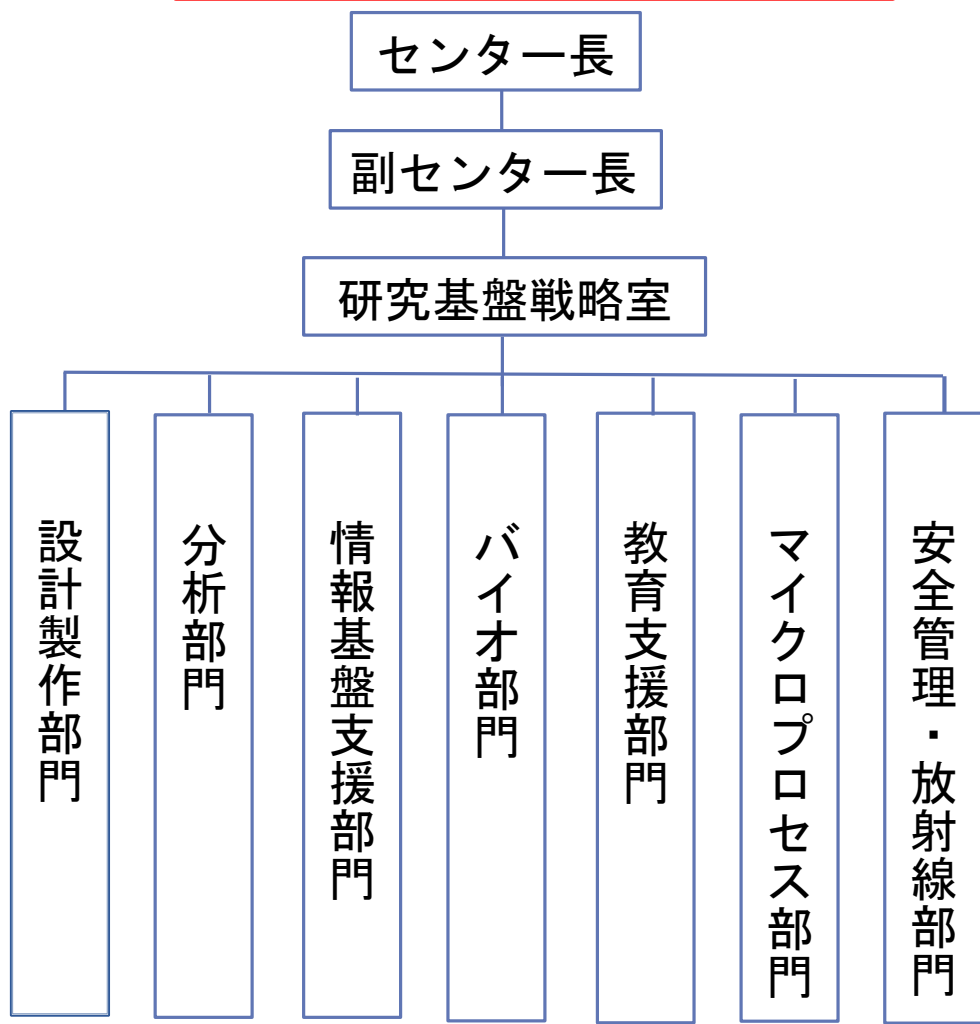 センター長
副センター長
研究基盤戦略室
設計製作部門
分析部門
情報基盤支援部門
バイオ部門
教育支援部門
マイクロプロセス部門
安全管理・放射線部門